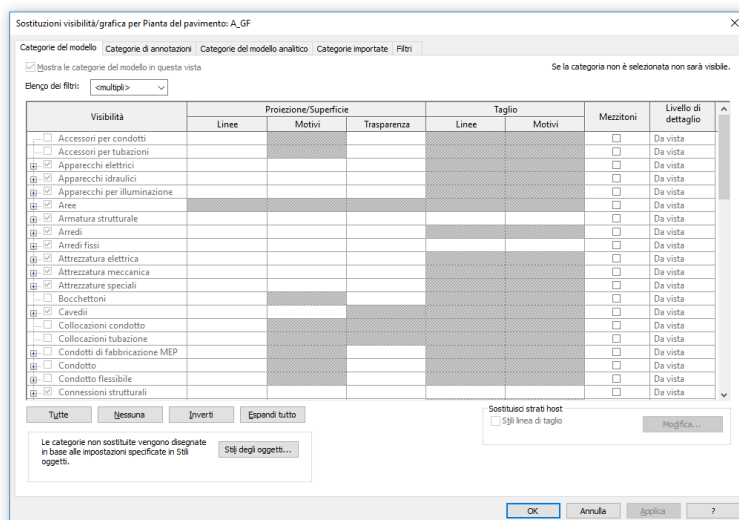 Sostituzioni visibilità/grafica per Pianta del pavimento: A_GF
Categorie del modello Categorie di annotazioni Categorie del modello analitico Categorie importate Filtri
Mostra le categorie del modello in questa vista
Se la categoria non è selezionata non sarà visibile.
Elenco dei filtri: <multipli>
Visibilità Proiezione/Superficie Taglio Mezzitoni Livello di dettaglio
Linee Motivi Trasparenza Linee Motivi
Accessori per condotti Da vista
Accessori per tubazioni Da vista
Apparecchi elettrici Da vista
Apparecchi idraulici Da vista
Apparecchi per illuminazione Da vista
Aree Da vista
Armatura strutturale Da vista
Arredi Da vista
Arredi fissi Da vista
Attrezzatura elettrica Da vista
Attrezzatura meccanica Da vista
Attrezzature speciali Da vista
Bocchettoni Da vista
Cavedii Da vista
Collocazioni condotto Da vista
Collocazioni tubazione Da vista
Condotti di fabbricazione MEP Da vista
Condotto Da vista
Condotto flessibile Da vista
Connessioni strutturali Da vista
Tutte Nessuna Inverti Espandi tutto
Sostituisci strati host
Stili linea di taglio
Modifica...
Le categorie non sostituite vengono disegnate
in base alle impostazioni specificate in Stili
oggetti.
Stili degli oggetti...
OK Annulla Applica ?